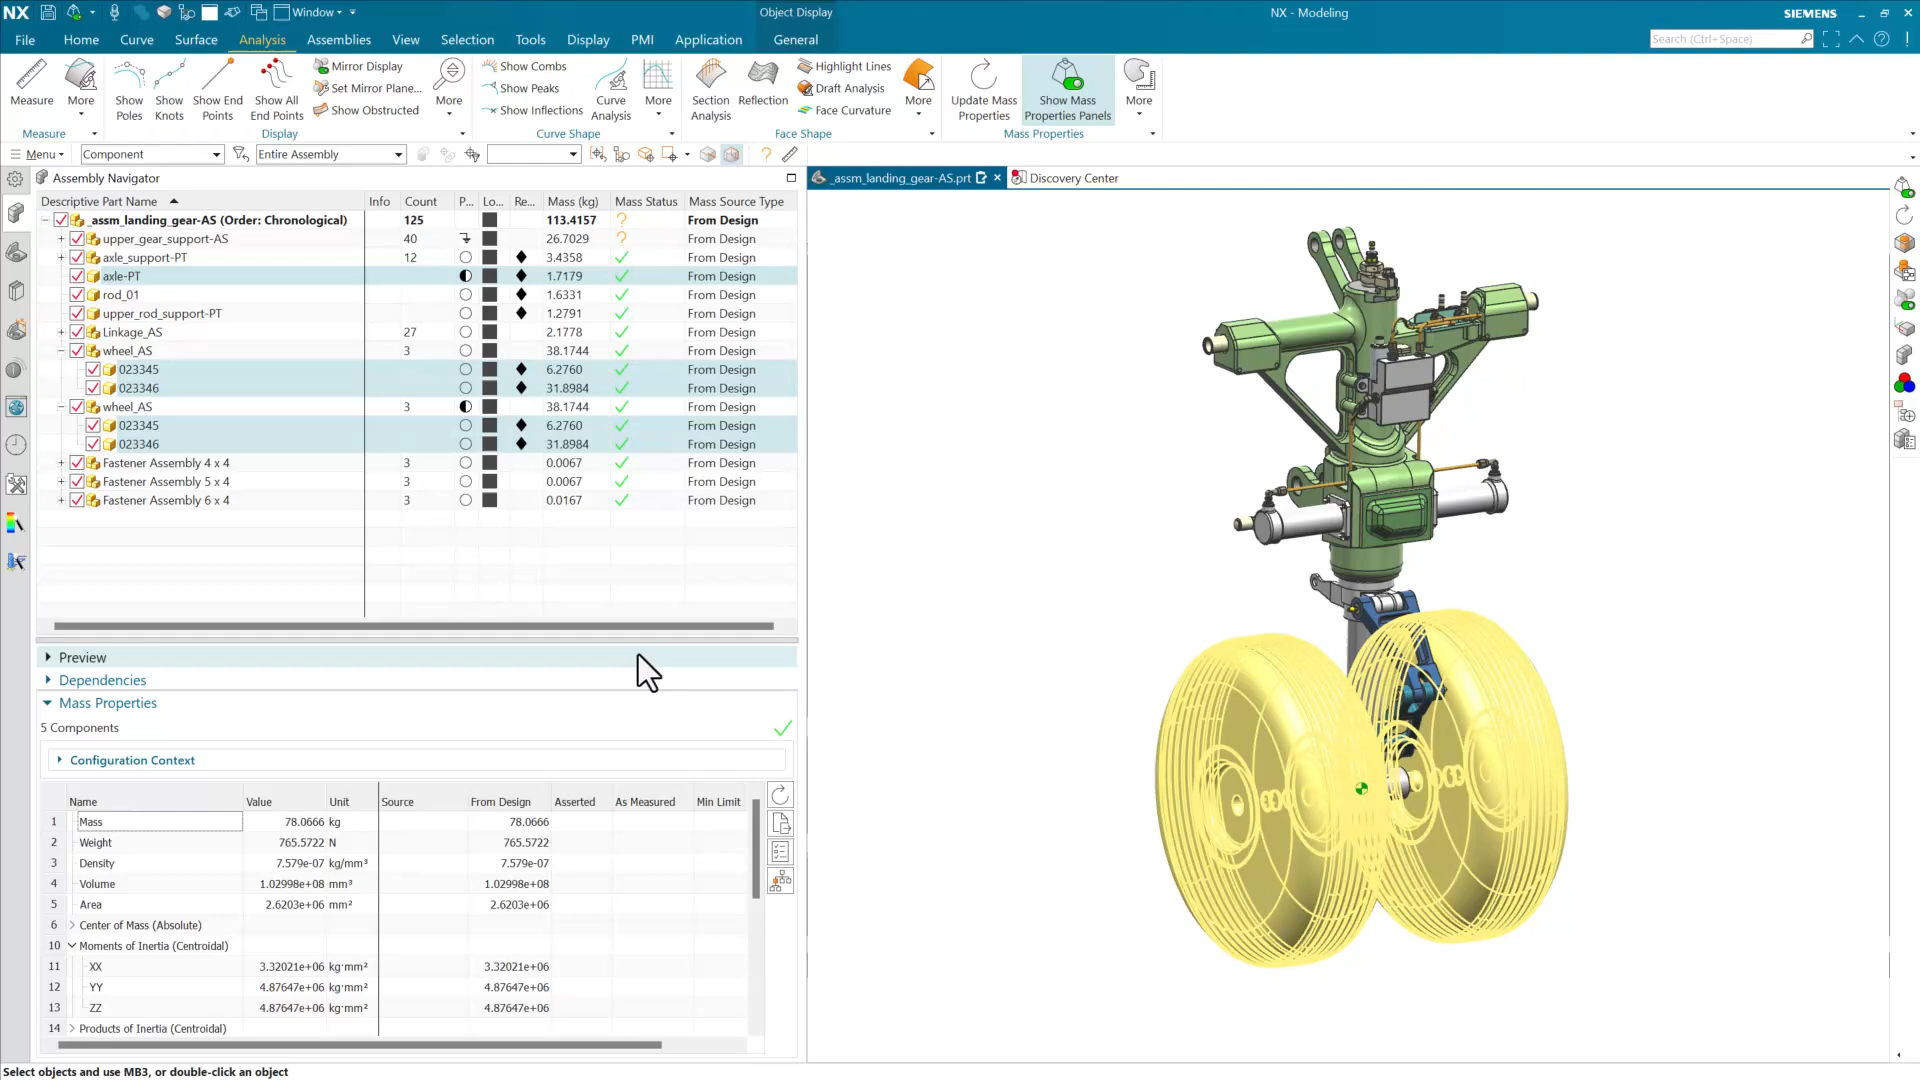 NX Window Object Display NX - Modeling SIEMENS
File Home Curve Surface Analysis Assemblies View Selection Tools Display PMI Application General Search (Ctrl+Space)
Measure More Show Poles Show Knots Show End Points Show All End Points Mirror Display Set Mirror Plane... Show Obstructed More
Show Combs Show Peaks Show Inflections Curve Analysis More
Section Analysis Reflection Highlight Lines Draft Analysis Face Curvature More
Update Mass Properties Show Mass Properties Panels More
Measure Display Curve Shape Face Shape Mass Properties
Menu Component Entire Assembly
Assembly Navigator
_assm_landing_gear-AS.prt Discovery Center
Descriptive Part Name Info Count P... Lo... Re... Mass (kg) Mass Status Mass Source Type
_assm_landing_gear-AS (Order: Chronological) 125 113.4157 ? From Design
upper_gear_support-AS 40 26.7029 ? From Design
axle_support-PT 12 3.4358 From Design
axle-PT 1.7179 From Design
rod_01 1.6331 From Design
upper_rod_support-PT 1.2791 From Design
Linkage_AS 27 2.1778 From Design
wheel_AS 3 38.1744 From Design
023345 6.2760 From Design
023346 31.8984 From Design
wheel_AS 3 38.1744 From Design
023345 6.2760 From Design
023346 31.8984 From Design
Fastener Assembly 4 x 4 3 0.0067 From Design
Fastener Assembly 5 x 4 3 0.0067 From Design
Fastener Assembly 6 x 4 3 0.0167 From Design
Preview
Dependencies
Mass Properties
5 Components
Configuration Context
Name Value Unit Source From Design Asserted As Measured Min Limit
1 Mass 78.0666 kg 78.0666
2 Weight 765.5722 N 765.5722
3 Density 7.579e-07 kg/mm³ 7.579e-07
4 Volume 1.02998e+08 mm³ 1.02998e+08
5 Area 2.6203e+06 mm² 2.6203e+06
6 Center of Mass (Absolute)
10 Moments of Inertia (Centroidal)
11 XX 3.32021e+06 kg·mm² 3.32021e+06
12 YY 4.87647e+06 kg·mm² 4.87647e+06
13 ZZ 4.87647e+06 kg·mm² 4.87647e+06
14 Products of Inertia (Centroidal)
Select objects and use MB3, or double-click an object